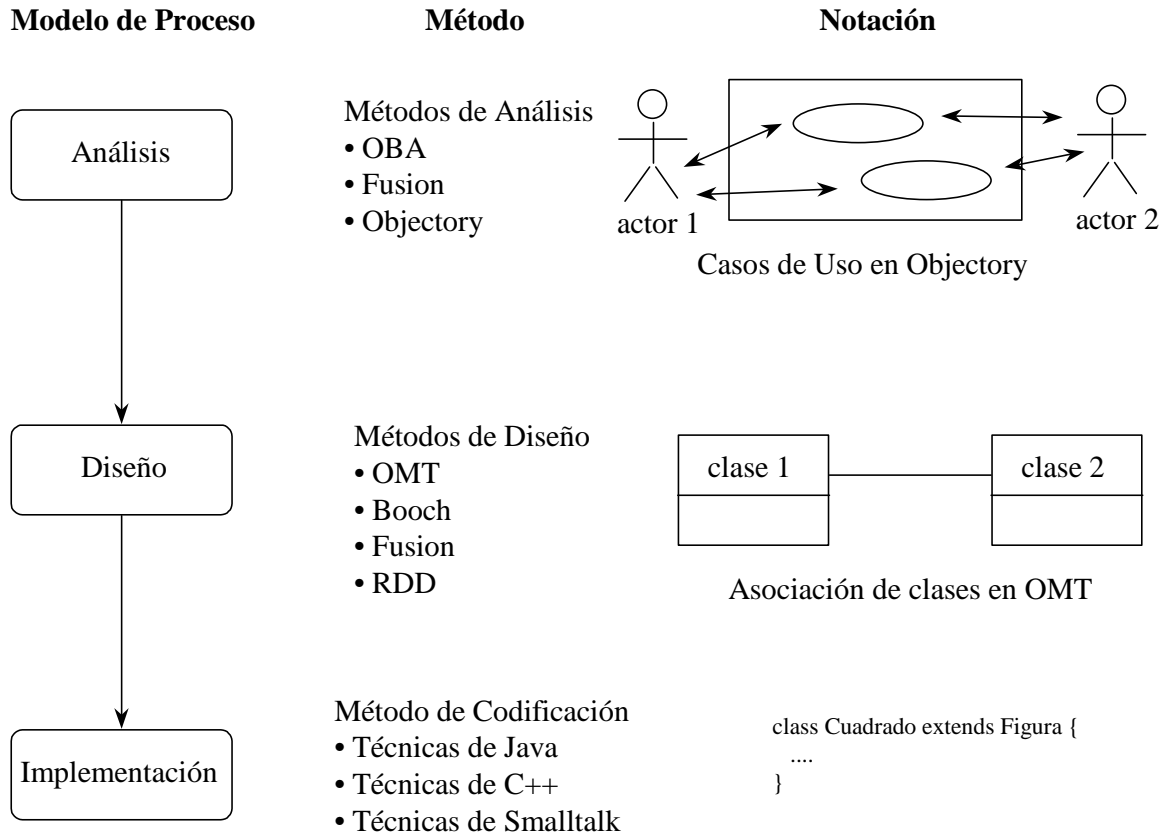 Modelo de Proceso
Método
Notación
Análisis
Métodos de Análisis
• OBA
• Fusion
• Objectory
actor 1
actor 2
Casos de Uso en Objectory
Diseño
Métodos de Diseño
• OMT
• Booch
• Fusion
• RDD
clase 1
clase 2
Asociación de clases en OMT
Implementación
Método de Codificación
• Técnicas de Java
• Técnicas de C++
• Técnicas de Smalltalk
class Cuadrado extends Figura {
....
}